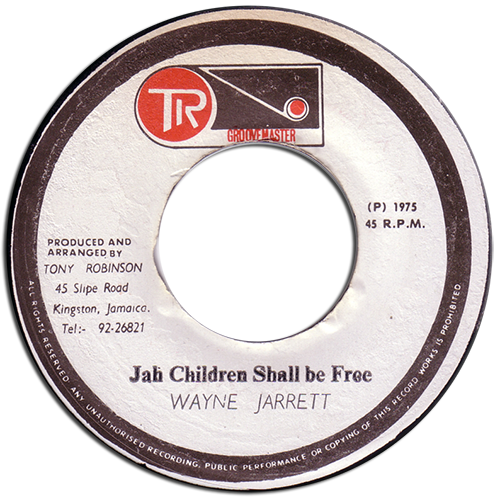 TR
GROOVEMASTER
(P) 1975
45 R.P.M.
PRODUCED AND
ARRANGED BY
TONY ROBINSON
45 Slipe Road
Kingston, Jamaica.
Tel:- 92-26821
Jah Children Shall be Free
WAYNE JARRETT
ALL RIGHTS RESERVED. ANY UNAUTHORISED RECORDING, PUBLIC PERFORMANCE OR COPYING OF THIS RECORD WORKS IS PROHIBITED.